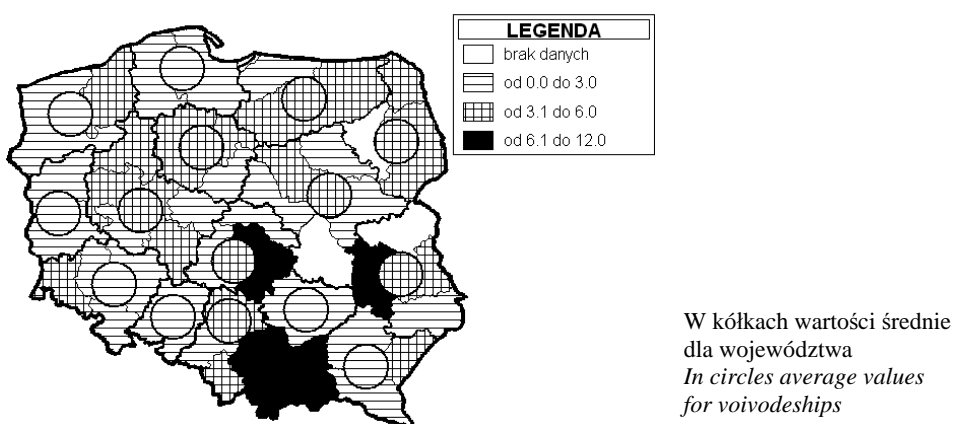 LEGENDA
brak danych
od 0.0 do 3.0
od 3.1 do 6.0
od 6.1 do 12.0
W kółkach wartości średnie
dla województwa
In circles average values
for voivodeships